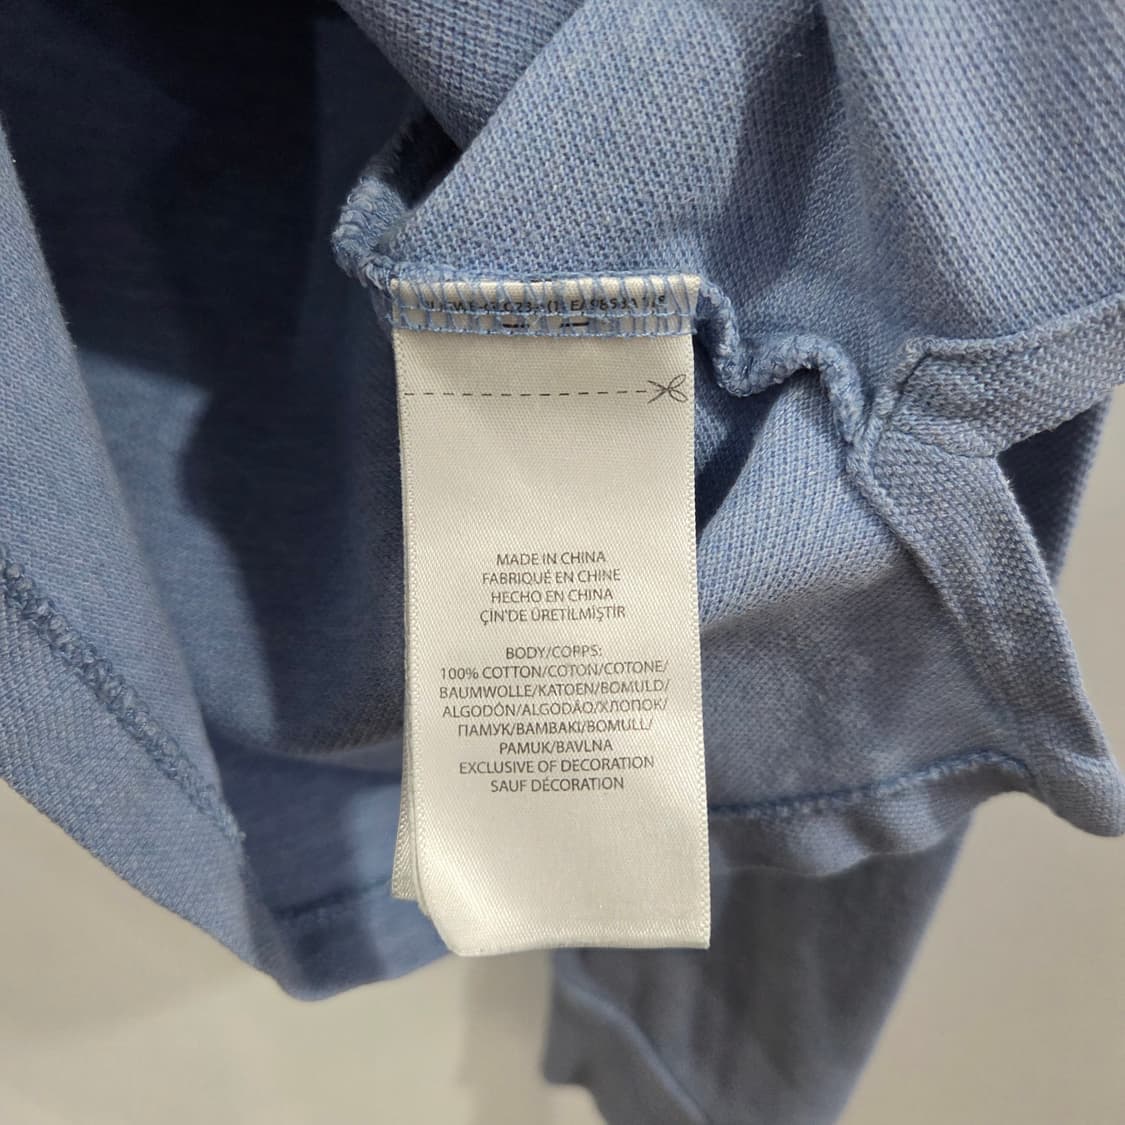 MADE IN CHINA
FABRIQUÉ EN CHINE
HECHO EN CHINA
ÇİN'DE ÜRETİLMİŞTİR
BODY/CORPS:
100% COTTON/COTON/COTONE/
BAUMWOLLE/KATOEN/BOMULD/
ALGODÓN/ALGODÃO/ХЛОПОК/
ПАМУК/ΒΑΜΒΑΚΙ/BOMULL/
PAMUK/BAVLNA
EXCLUSIVE OF DECORATION
SAUF DÉCORATION